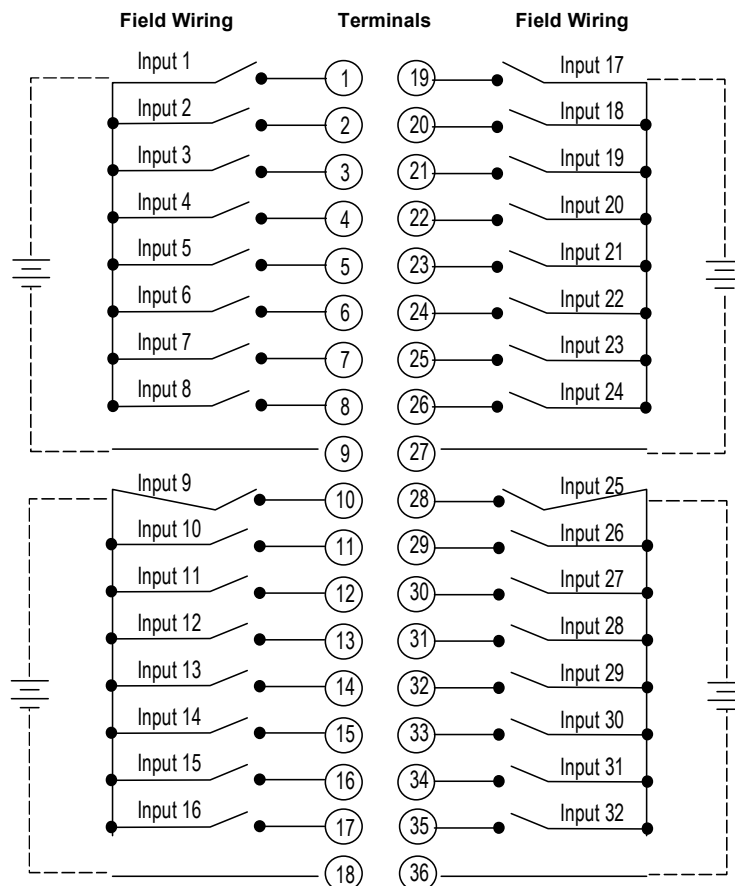 Field Wiring Terminals Field Wiring
Input 1 1 19 Input 17
Input 2 2 20 Input 18
Input 3 3 21 Input 19
Input 4 4 22 Input 20
Input 5 5 23 Input 21
Input 6 6 24 Input 22
Input 7 7 25 Input 23
Input 8 8 26 Input 24
9 27
Input 9 10 28 Input 25
Input 10 11 29 Input 26
Input 11 12 30 Input 27
Input 12 13 31 Input 28
Input 13 14 32 Input 29
Input 14 15 33 Input 30
Input 15 16 34 Input 31
Input 16 17 35 Input 32
18 36